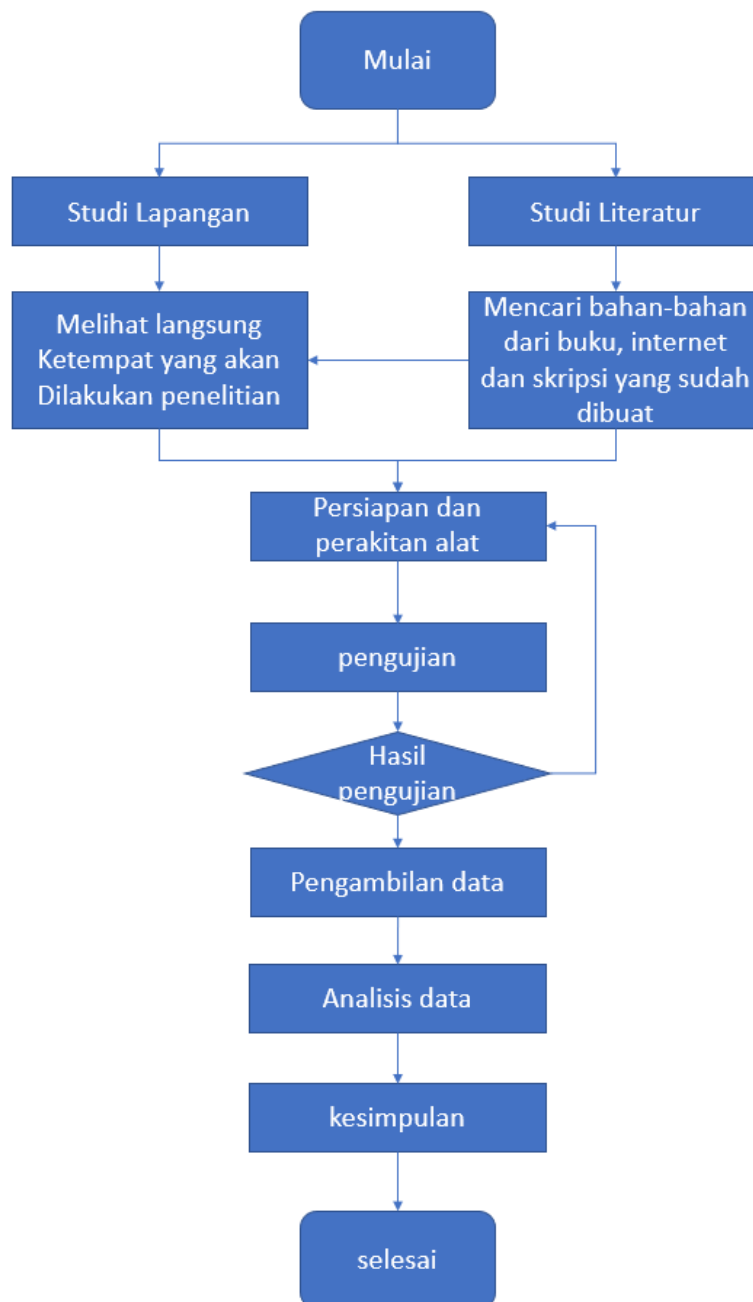 Mulai
Studi Lapangan
Studi Literatur
Melihat langsung
Ketempat yang akan
Dilakukan penelitian
Mencari bahan-bahan
dari buku, internet
dan skripsi yang sudah
dibuat
Persiapan dan
perakitan alat
pengujian
Hasil
pengujian
Pengambilan data
Analisis data
kesimpulan
selesai